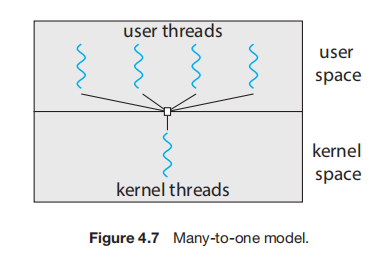 user threads
user
space
kernel
space
kernel threads
Figure 4.7 Many-to-one model.